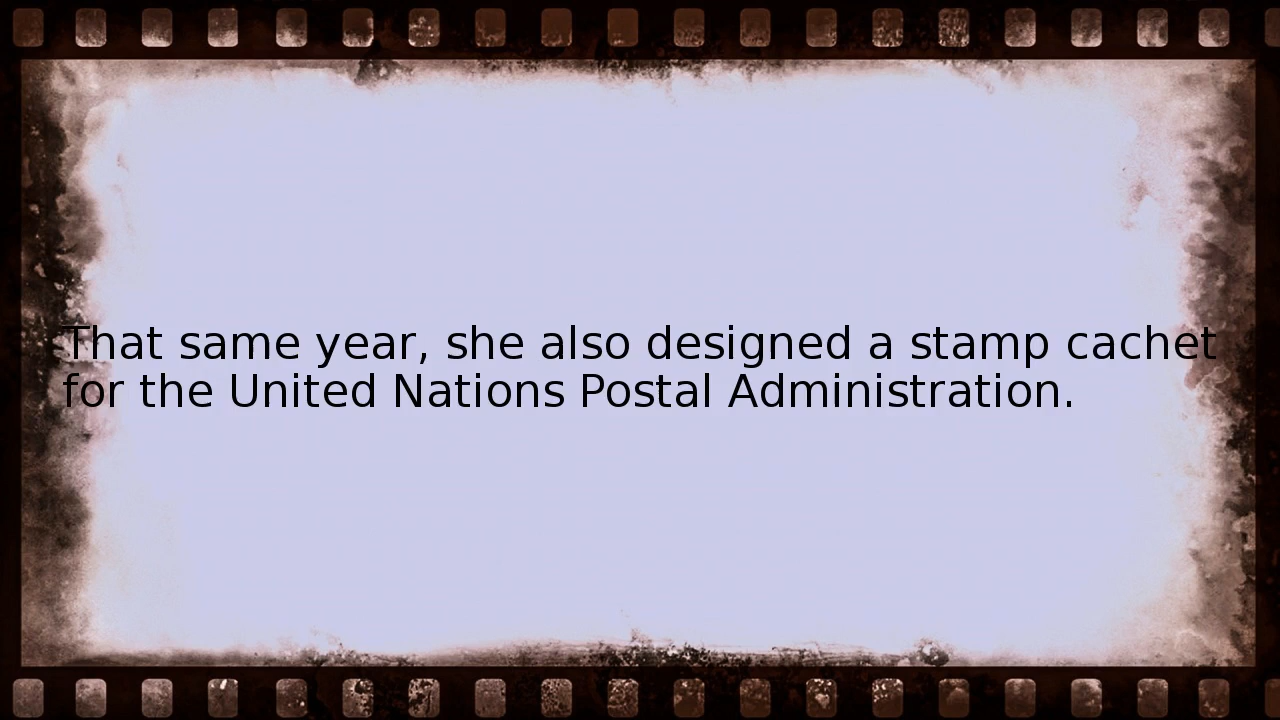 That same year, she also designed a stamp cachet
for the United Nations Postal Administration.